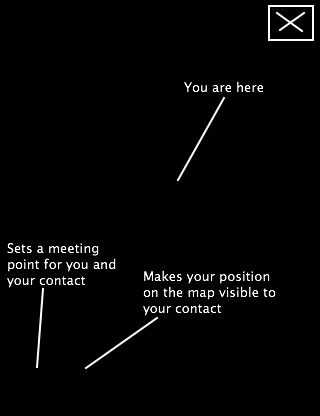 You are here
Sets a meeting
point for you and
your contact
Makes your position
on the map visible to
your contact